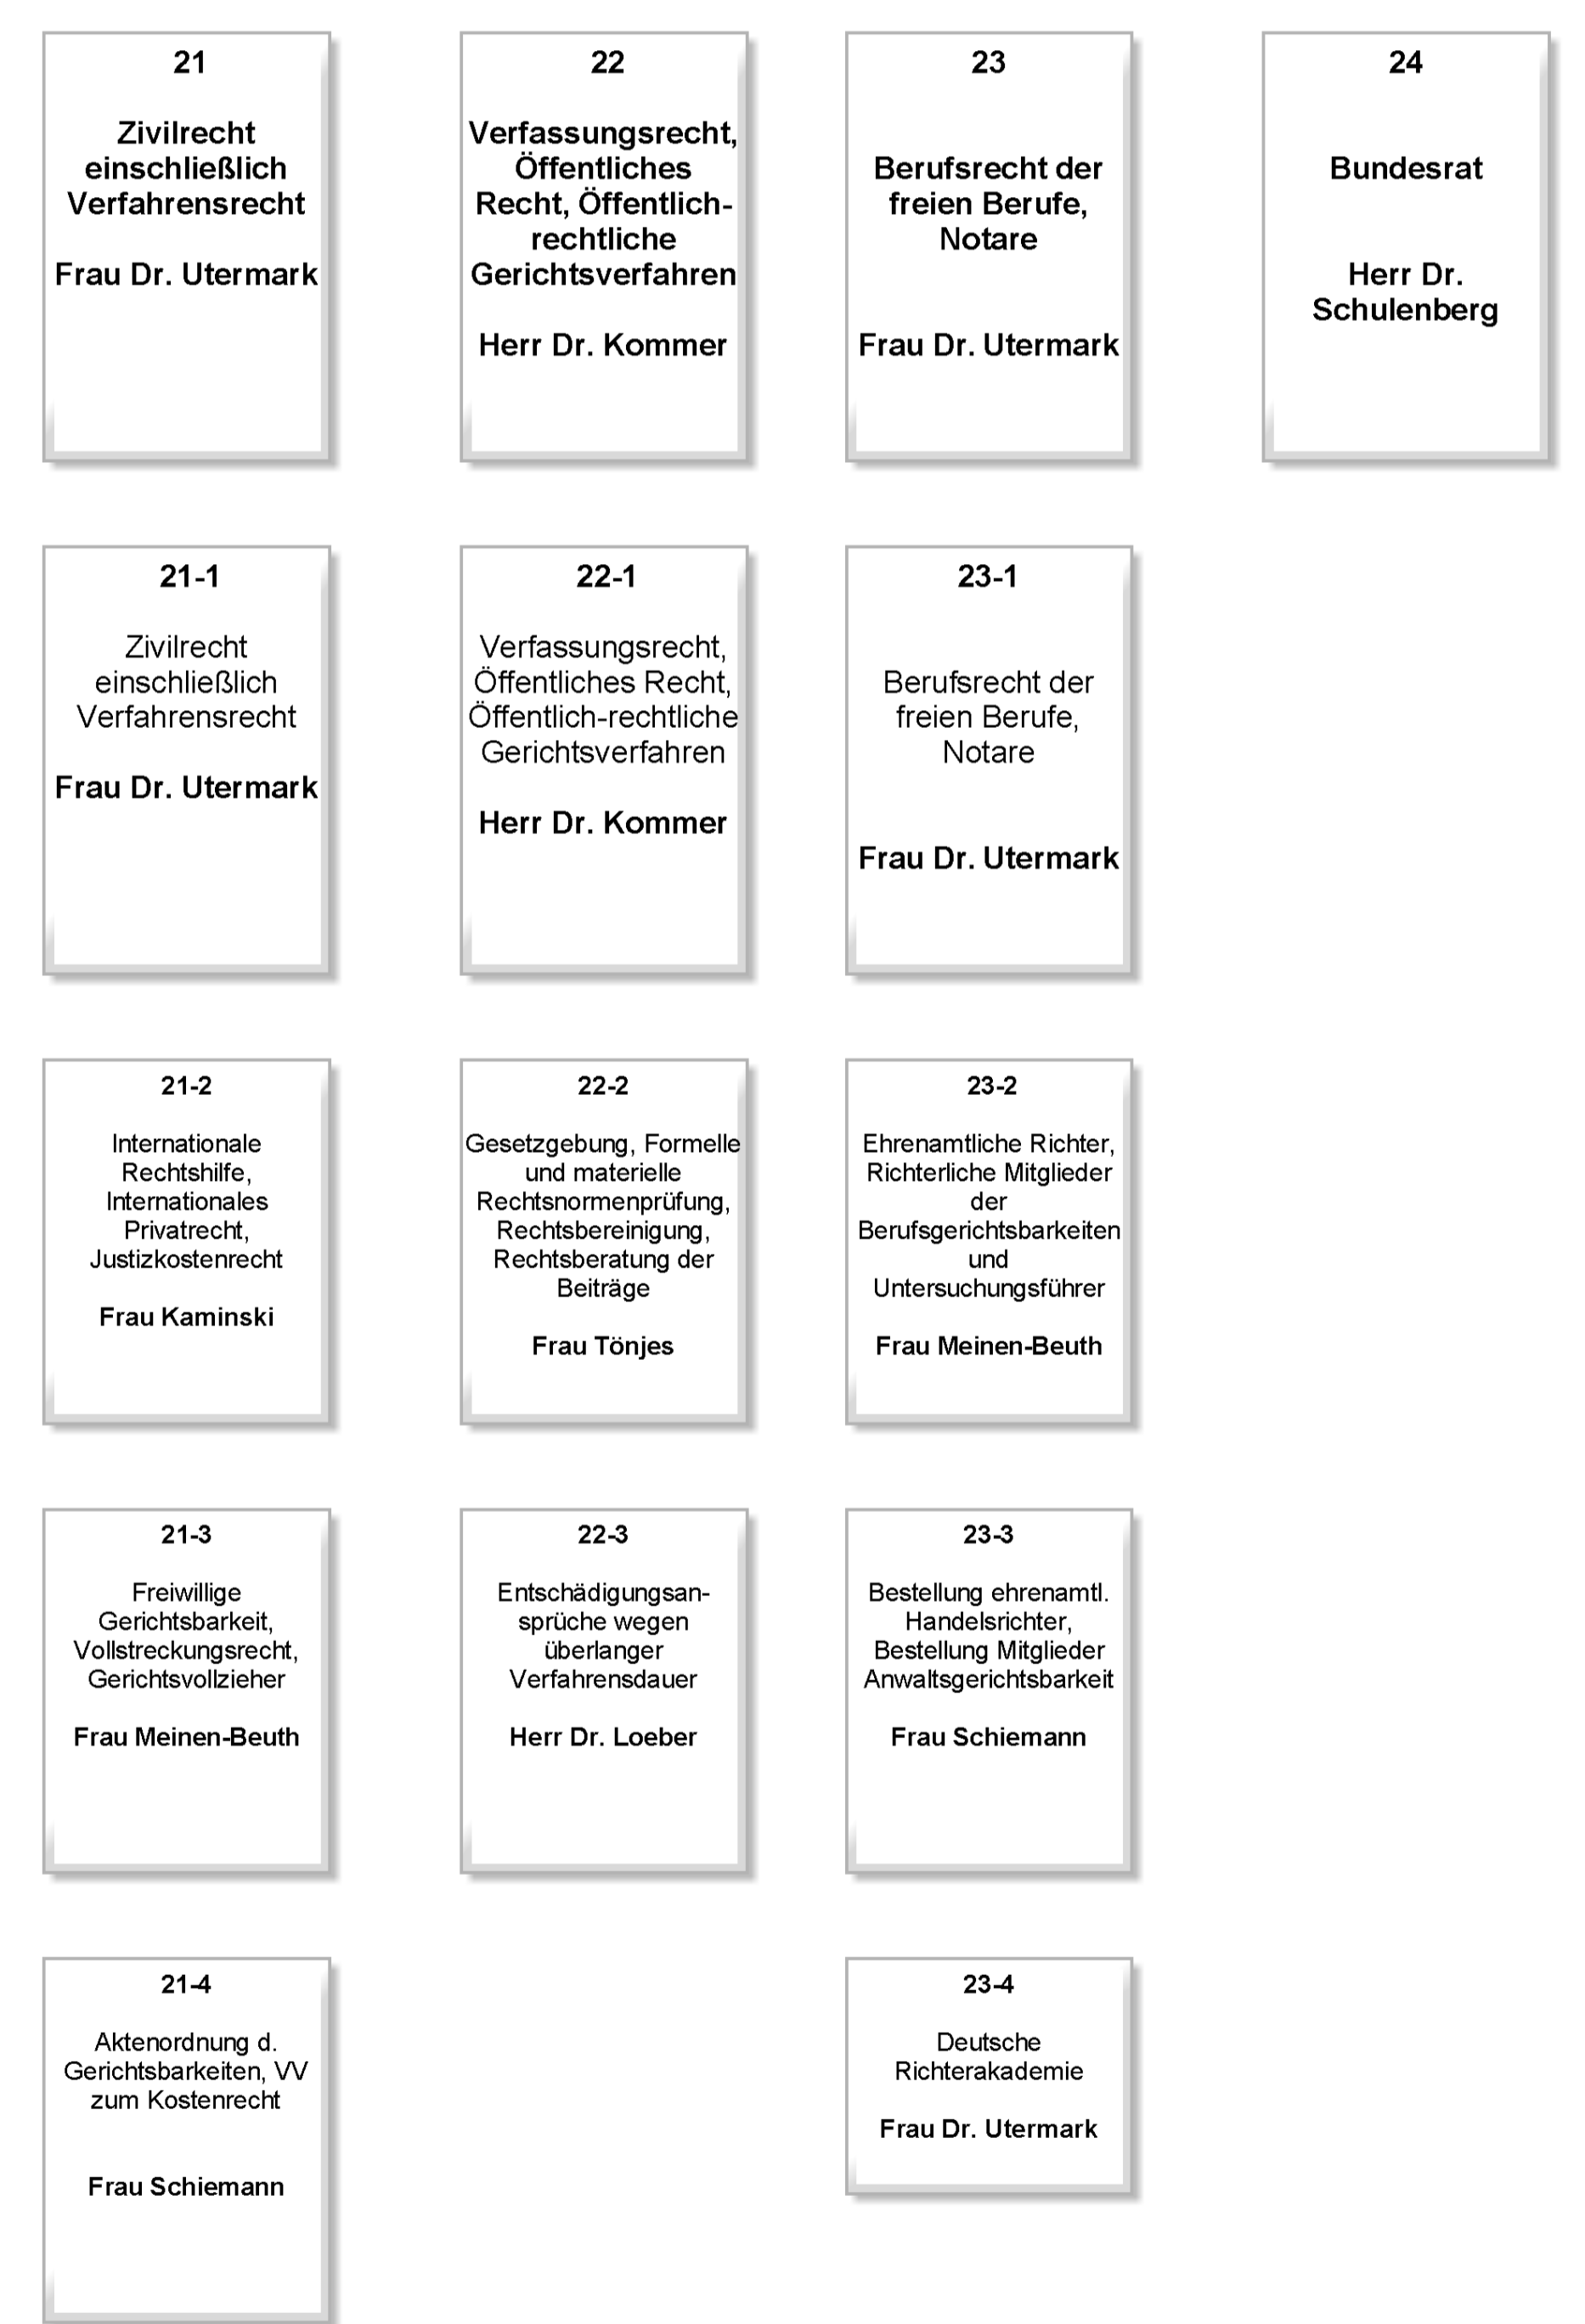 21
Zivilrecht
einschließlich
Verfahrensrecht
Frau Dr. Utermark
22
Verfassungsrecht,
Öffentliches
Recht, Öffentlich-
rechtliche
Gerichtsverfahren
Herr Dr. Kommer
23
Berufsrecht der
freien Berufe,
Notare
Frau Dr. Utermark
24
Bundesrat
Herr Dr.
Schulenberg
21-1
Zivilrecht
einschließlich
Verfahrensrecht
Frau Dr. Utermark
22-1
Verfassungsrecht,
Öffentliches Recht,
Öffentlich-rechtliche
Gerichtsverfahren
Herr Dr. Kommer
23-1
Berufsrecht der
freien Berufe,
Notare
Frau Dr. Utermark
21-2
Internationale
Rechtshilfe,
Internationales
Privatrecht,
Justizkostenrecht
Frau Kaminski
22-2
Gesetzgebung, Formelle
und materielle
Rechtsnormenprüfung,
Rechtsbereinigung,
Rechtsberatung der
Beiträge
Frau Tönjes
23-2
Ehrenamtliche Richter,
Richterliche Mitglieder
der
Berufsgerichtsbarkeiten
und
Untersuchungsführer
Frau Meinen-Beuth
21-3
Freiwillige
Gerichtsbarkeit,
Vollstreckungsrecht,
Gerichtsvollzieher
Frau Meinen-Beuth
22-3
Entschädigungsan-
sprüche wegen
überlanger
Verfahrensdauer
Herr Dr. Loeber
23-3
Bestellung ehrenamtl.
Handelsrichter,
Bestellung Mitglieder
Anwaltsgerichtsbarkeit
Frau Schiemann
21-4
Aktenordnung d.
Gerichtsbarkeiten, VV
zum Kostenrecht
Frau Schiemann
23-4
Deutsche
Richterakademie
Frau Dr. Utermark